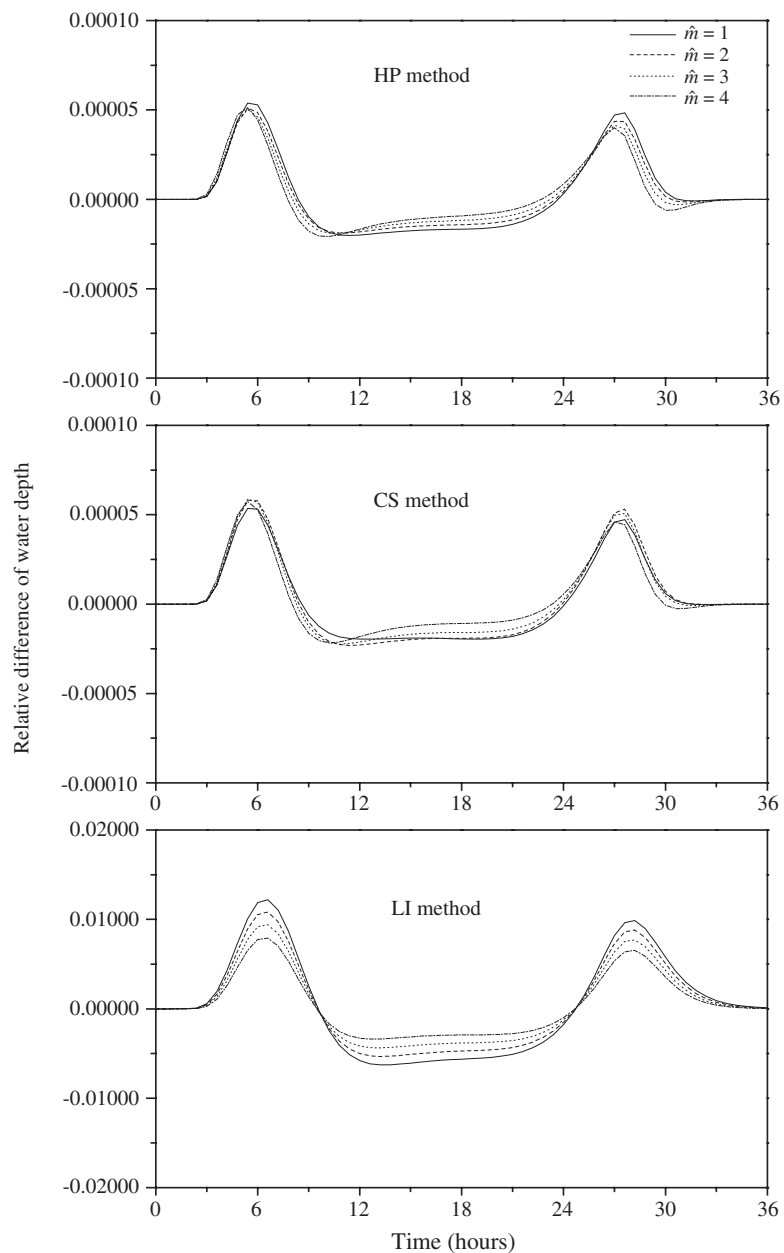 0.00010
0.00005
0.00000
-0.00005
-0.00010
HP method
m̂ = 1
m̂ = 2
m̂ = 3
m̂ = 4
0 6 12 18 24 30 36
0.00010
0.00005
0.00000
-0.00005
-0.00010
CS method
Relative difference of water depth
0 6 12 18 24 30 36
0.02000
0.01000
0.00000
-0.01000
-0.02000
LI method
0 6 12 18 24 30 36
Time (hours)